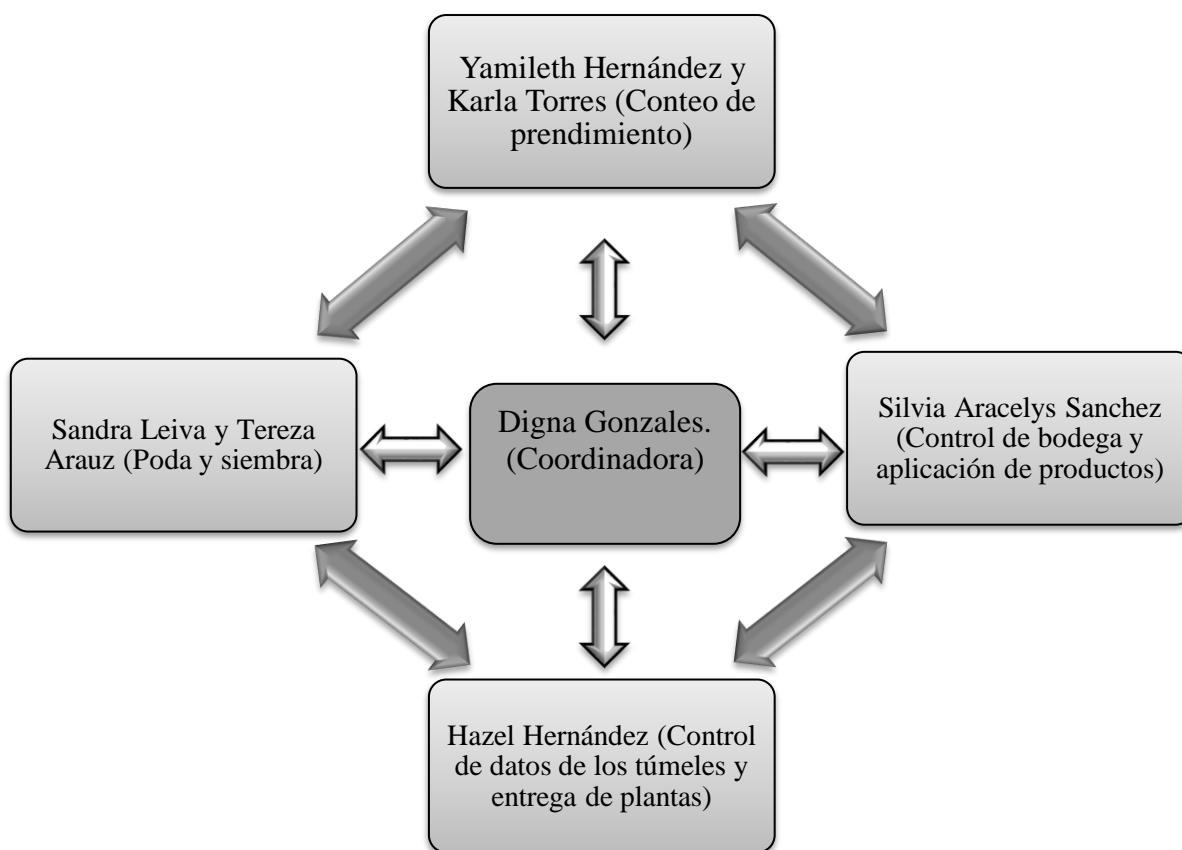 Yamileth Hernández y
Karla Torres (Conteo de
prendimiento)
Sandra Leiva y Tereza
Arauz (Poda y siembra)
Digna Gonzales.
(Coordinadora)
Silvia Aracelys Sanchez
(Control de bodega y
aplicación de productos)
Hazel Hernández (Control
de datos de los túmeles y
entrega de plantas)